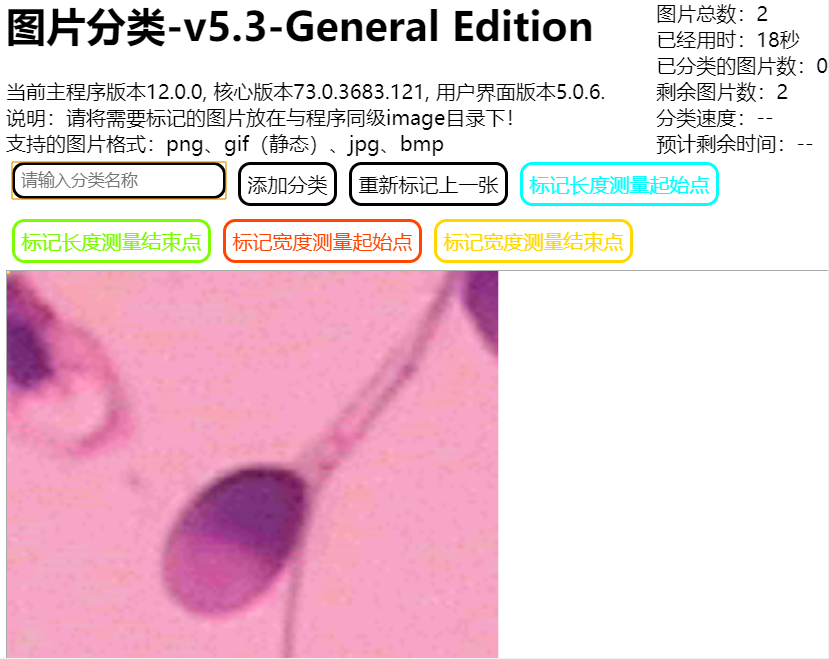 图片分类-v5.3-General Edition
当前主程序版本12.0.0, 核心版本73.0.3683.121, 用户界面版本5.0.6.
说明：请将需要标记的图片放在与程序同级image目录下！
支持的图片格式：png、gif（静态）、jpg、bmp
图片总数：2
已经用时：18秒
已分类的图片数：0
剩余图片数：2
分类速度：--
预计剩余时间：--
请输入分类名称
添加分类
重新标记上一张
标记长度测量起始点
标记长度测量结束点
标记宽度测量起始点
标记宽度测量结束点